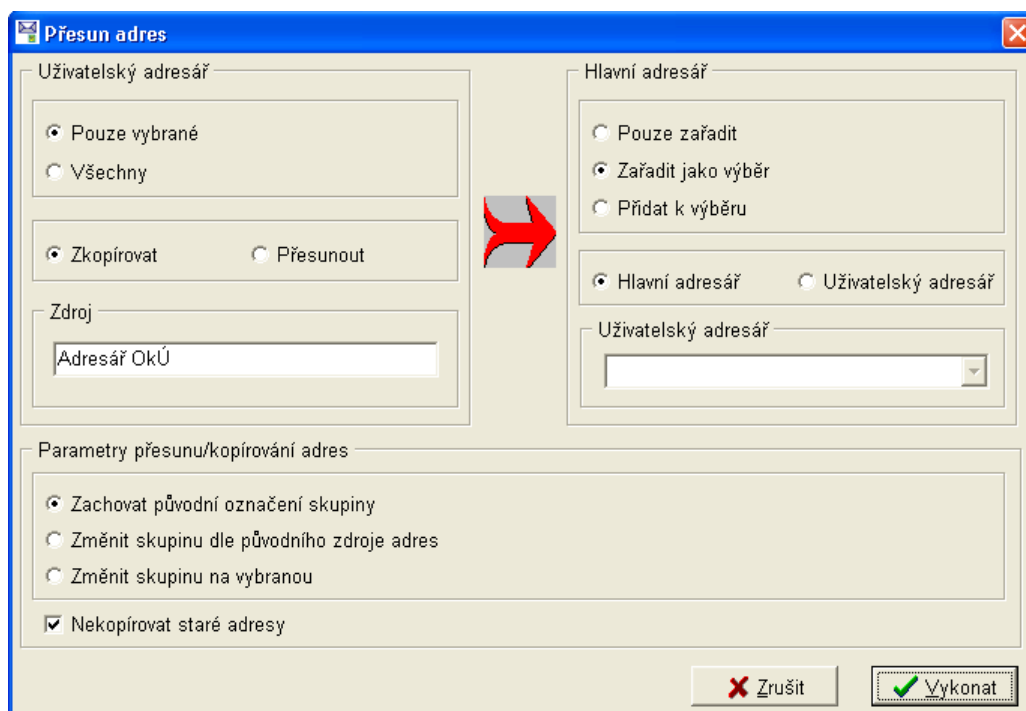 Přesun adres
Uživatelský adresář
Pouze vybrané
Všechny
Zkopírovat
Přesunout
Zdroj
Adresář OkÚ
Hlavní adresář
Pouze zařadit
Zařadit jako výběr
Přidat k výběru
Hlavní adresář
Uživatelský adresář
Uživatelský adresář
Parametry přesunu/kopírování adres
Zachovat původní označení skupiny
Změnit skupinu dle původního zdroje adres
Změnit skupinu na vybranou
Nekopírovat staré adresy
Zrušit
Vykonat